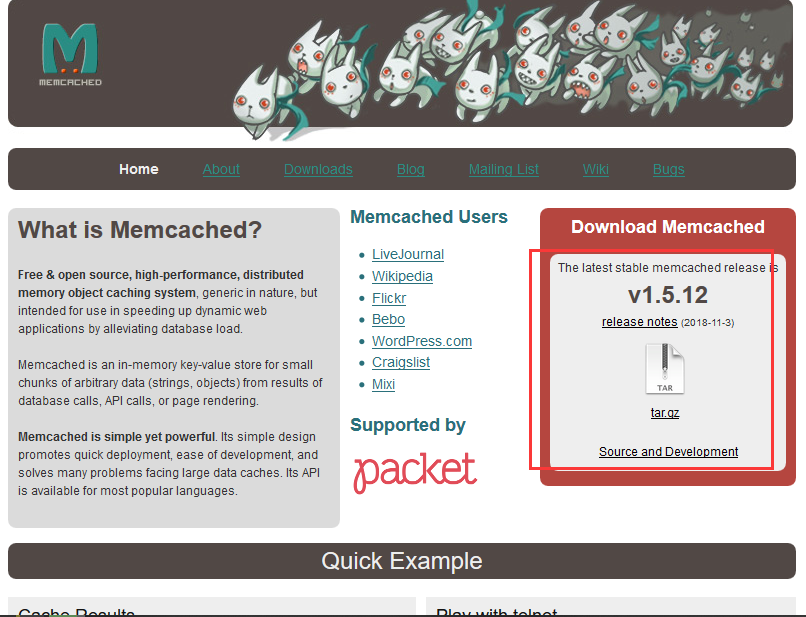 MEMCACHED
Home About Downloads Blog Mailing List Wiki Bugs
What is Memcached?
Free & open source, high-performance, distributed
memory object caching system, generic in nature, but
intended for use in speeding up dynamic web
applications by alleviating database load.
Memcached is an in-memory key-value store for small
chunks of arbitrary data (strings, objects) from results of
database calls, API calls, or page rendering.
Memcached is simple yet powerful. Its simple design
promotes quick deployment, ease of development, and
solves many problems facing large data caches. Its API
is available for most popular languages.
Memcached Users
LiveJournal
Wikipedia
Flickr
Bebo
WordPress.com
Craigslist
Mixi
Supported by
packet
Download Memcached
The latest stable memcached release is
v1.5.12
release notes (2018-11-3)
TAR
tar.gz
Source and Development
Quick Example
Cache Results
Play with telnet